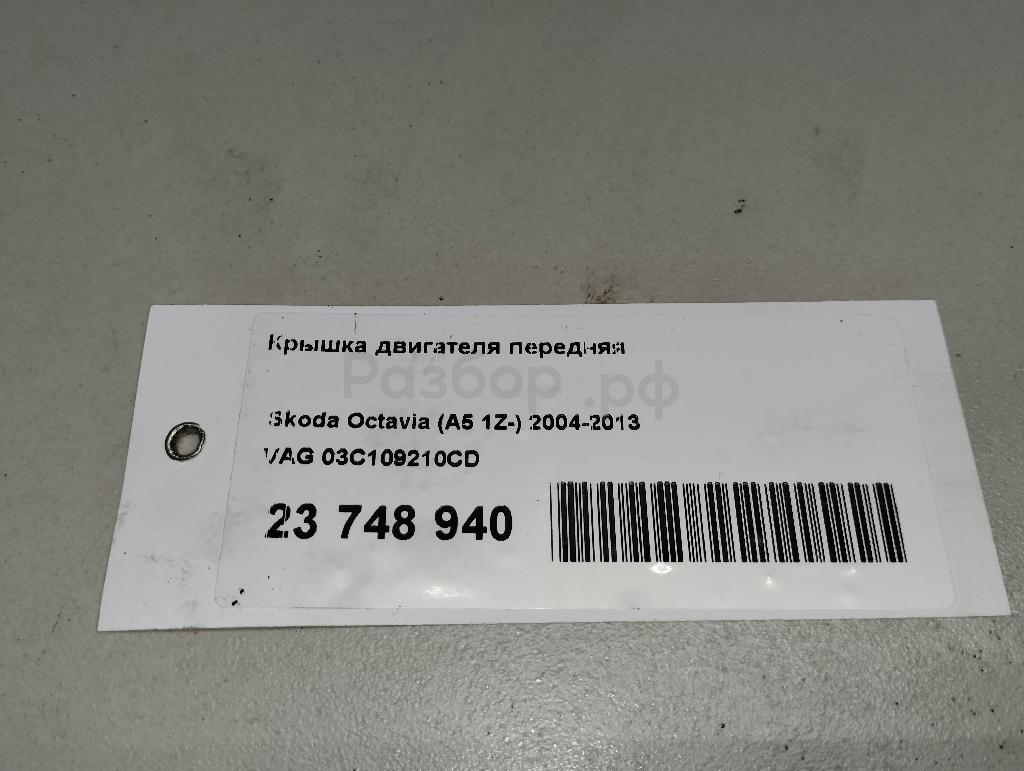 Крышка двигателя передняя
Разбор.рф
Skoda Octavia (A5 1Z-) 2004-2013
VAG 03C109210CD
23 748 940